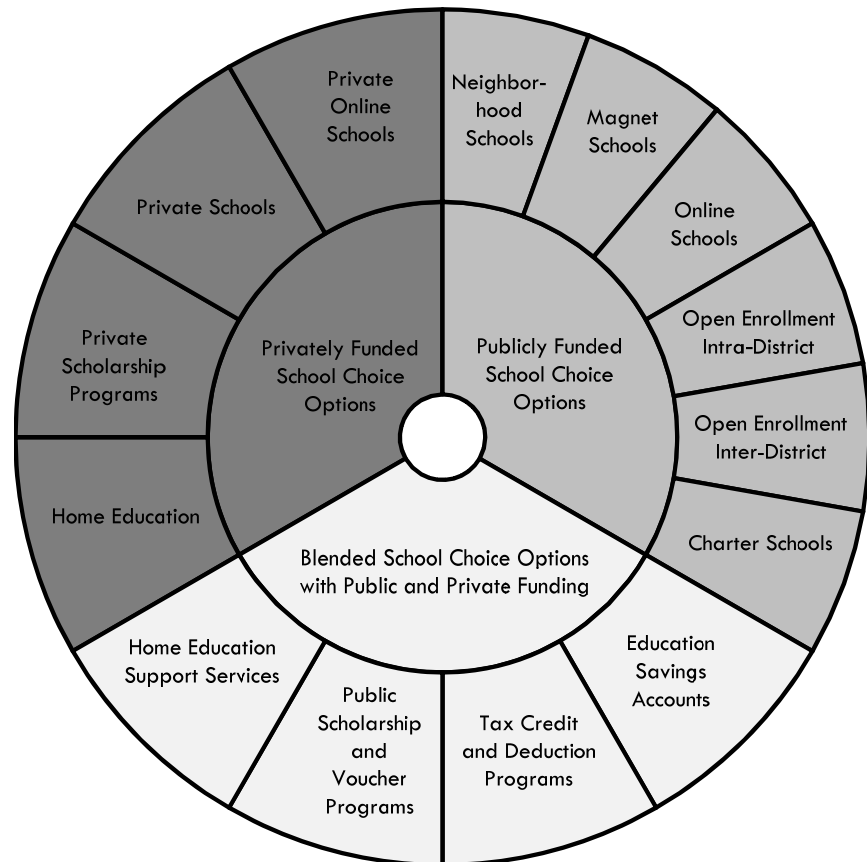 Private
Online
Schools
Neighbor-
hood
Schools
Magnet
Schools
Private Schools
Online
Schools
Private
Scholarship
Programs
Privately Funded
School Choice
Options
Publicly Funded
School Choice
Options
Open Enrollment
Intra-District
Open Enrollment
Inter-District
Home Education
Charter Schools
Blended School Choice Options
with Public and Private Funding
Home Education
Support Services
Public
Scholarship
and
Voucher
Programs
Tax Credit
and Deduction
Programs
Education
Savings
Accounts